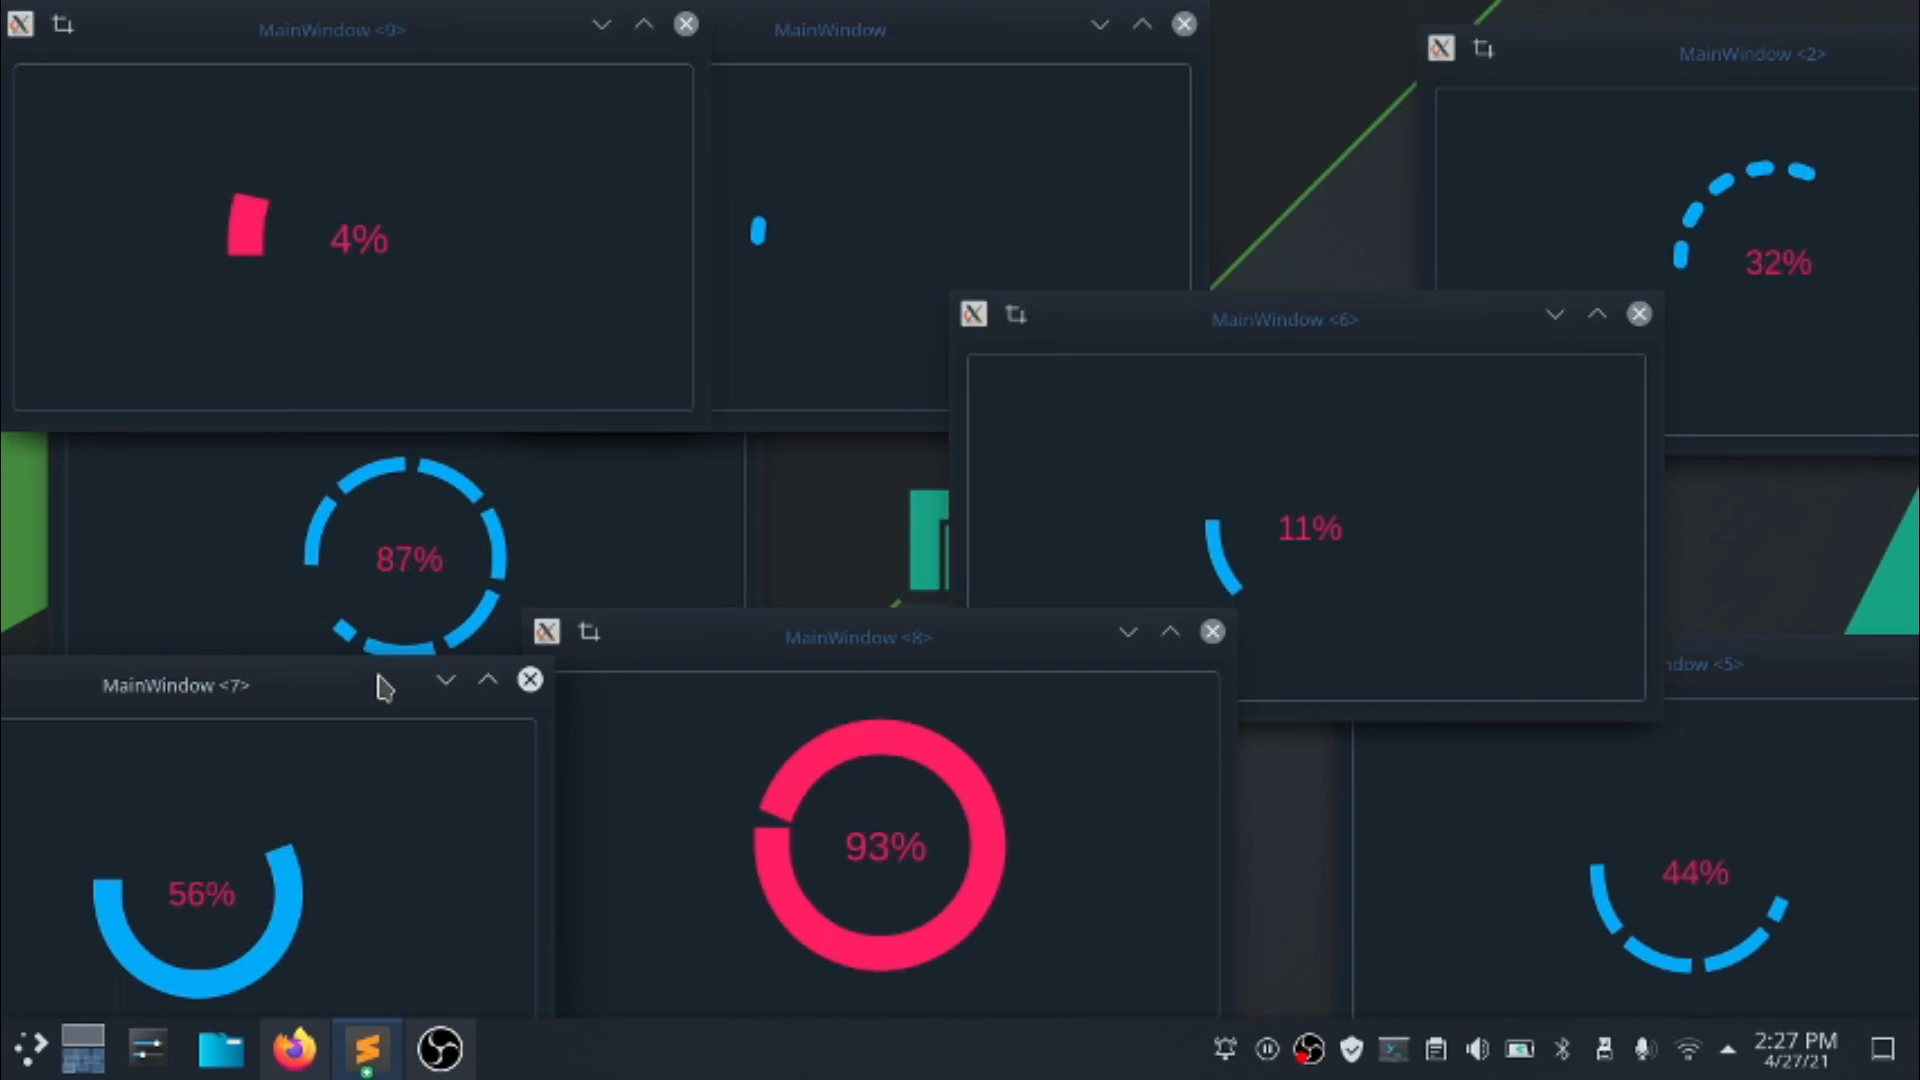 MainWindow <9>
MainWindow
MainWindow <2>
4%
32%
MainWindow <6>
11%
87%
MainWindow <8>
MainWindow <7>
ndow <5>
93%
56%
44%
2:27 PM
4/27/21